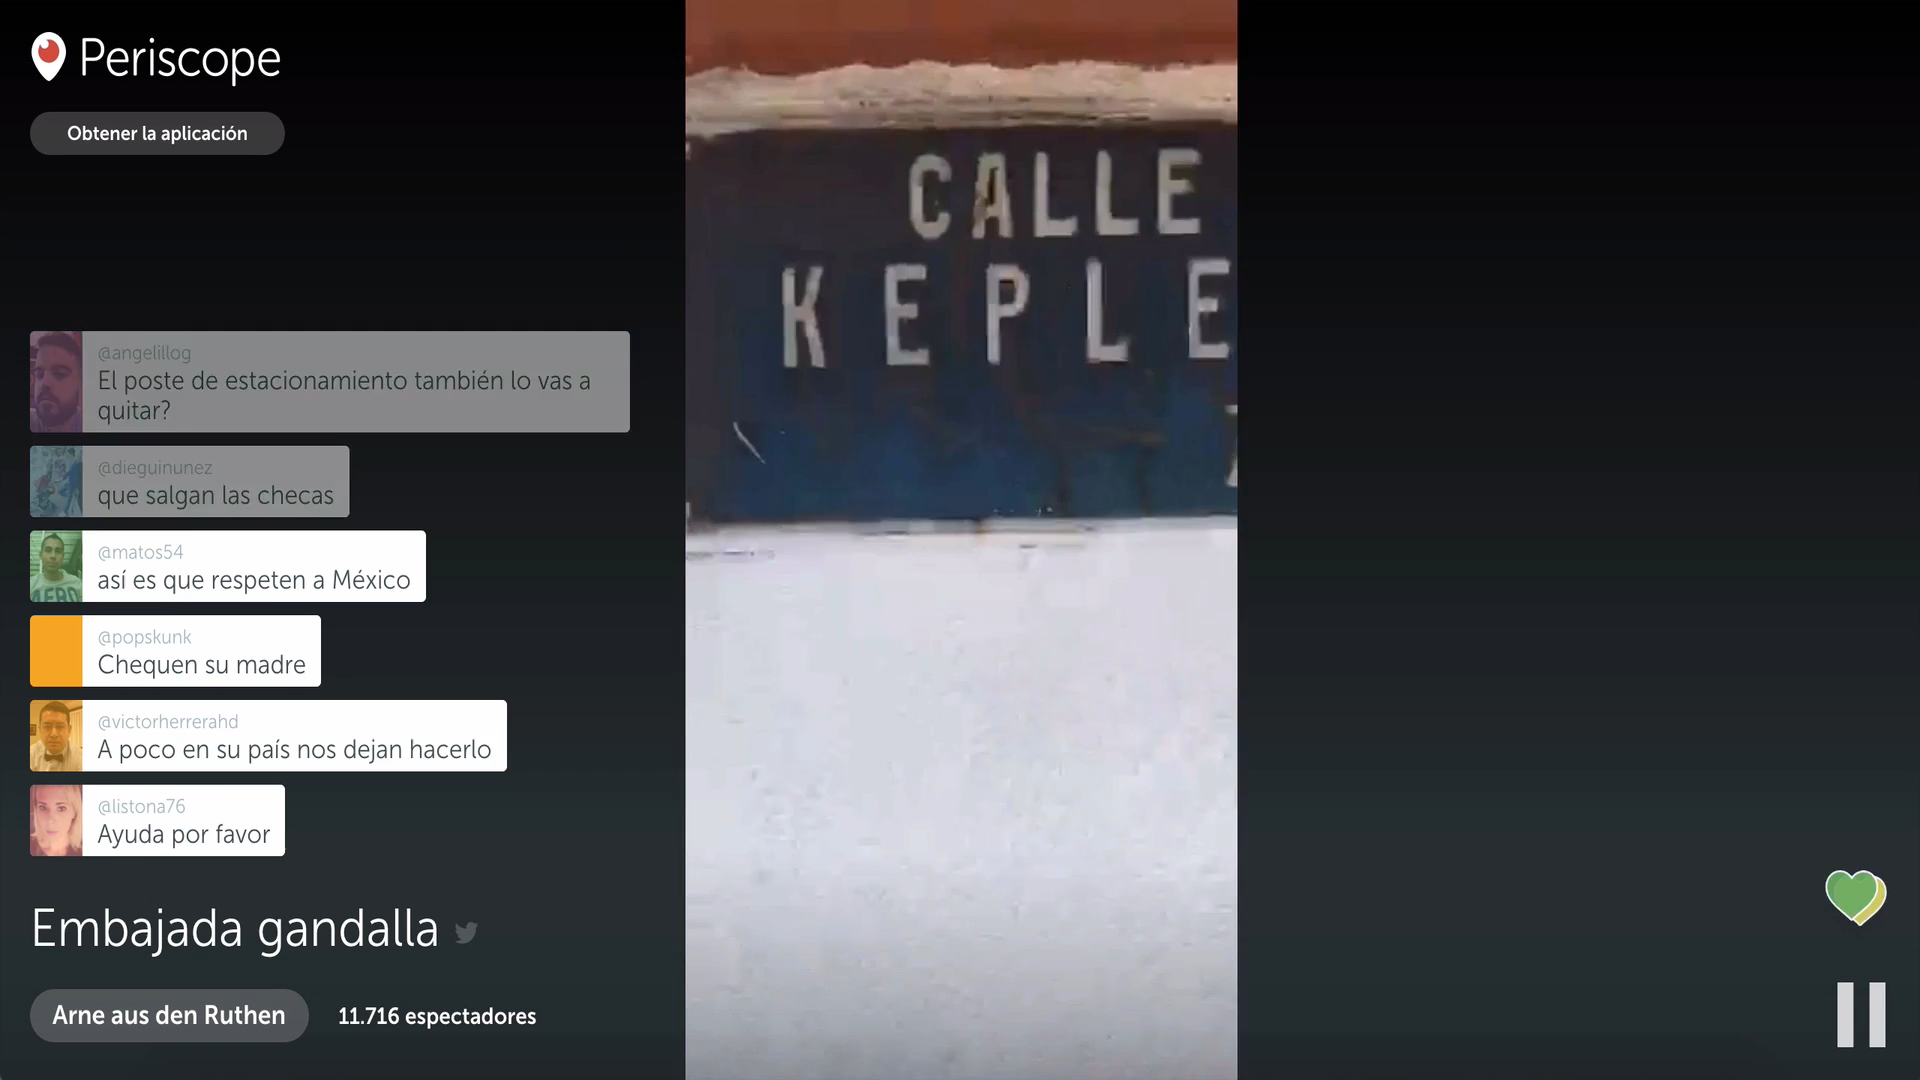 Periscope
Obtener la aplicación
CALLE
KEPLE
@angelillog
El poste de estacionamiento también lo vas a
quitar?
@dieguinunez
que salgan las checas
@matos54
así es que respeten a México
@popskunk
Chequen su madre
@victorherrerahd
A poco en su país nos dejan hacerlo
@listona76
Ayuda por favor
Embajada gandalla
Arne aus den Ruthen
11.716 espectadores